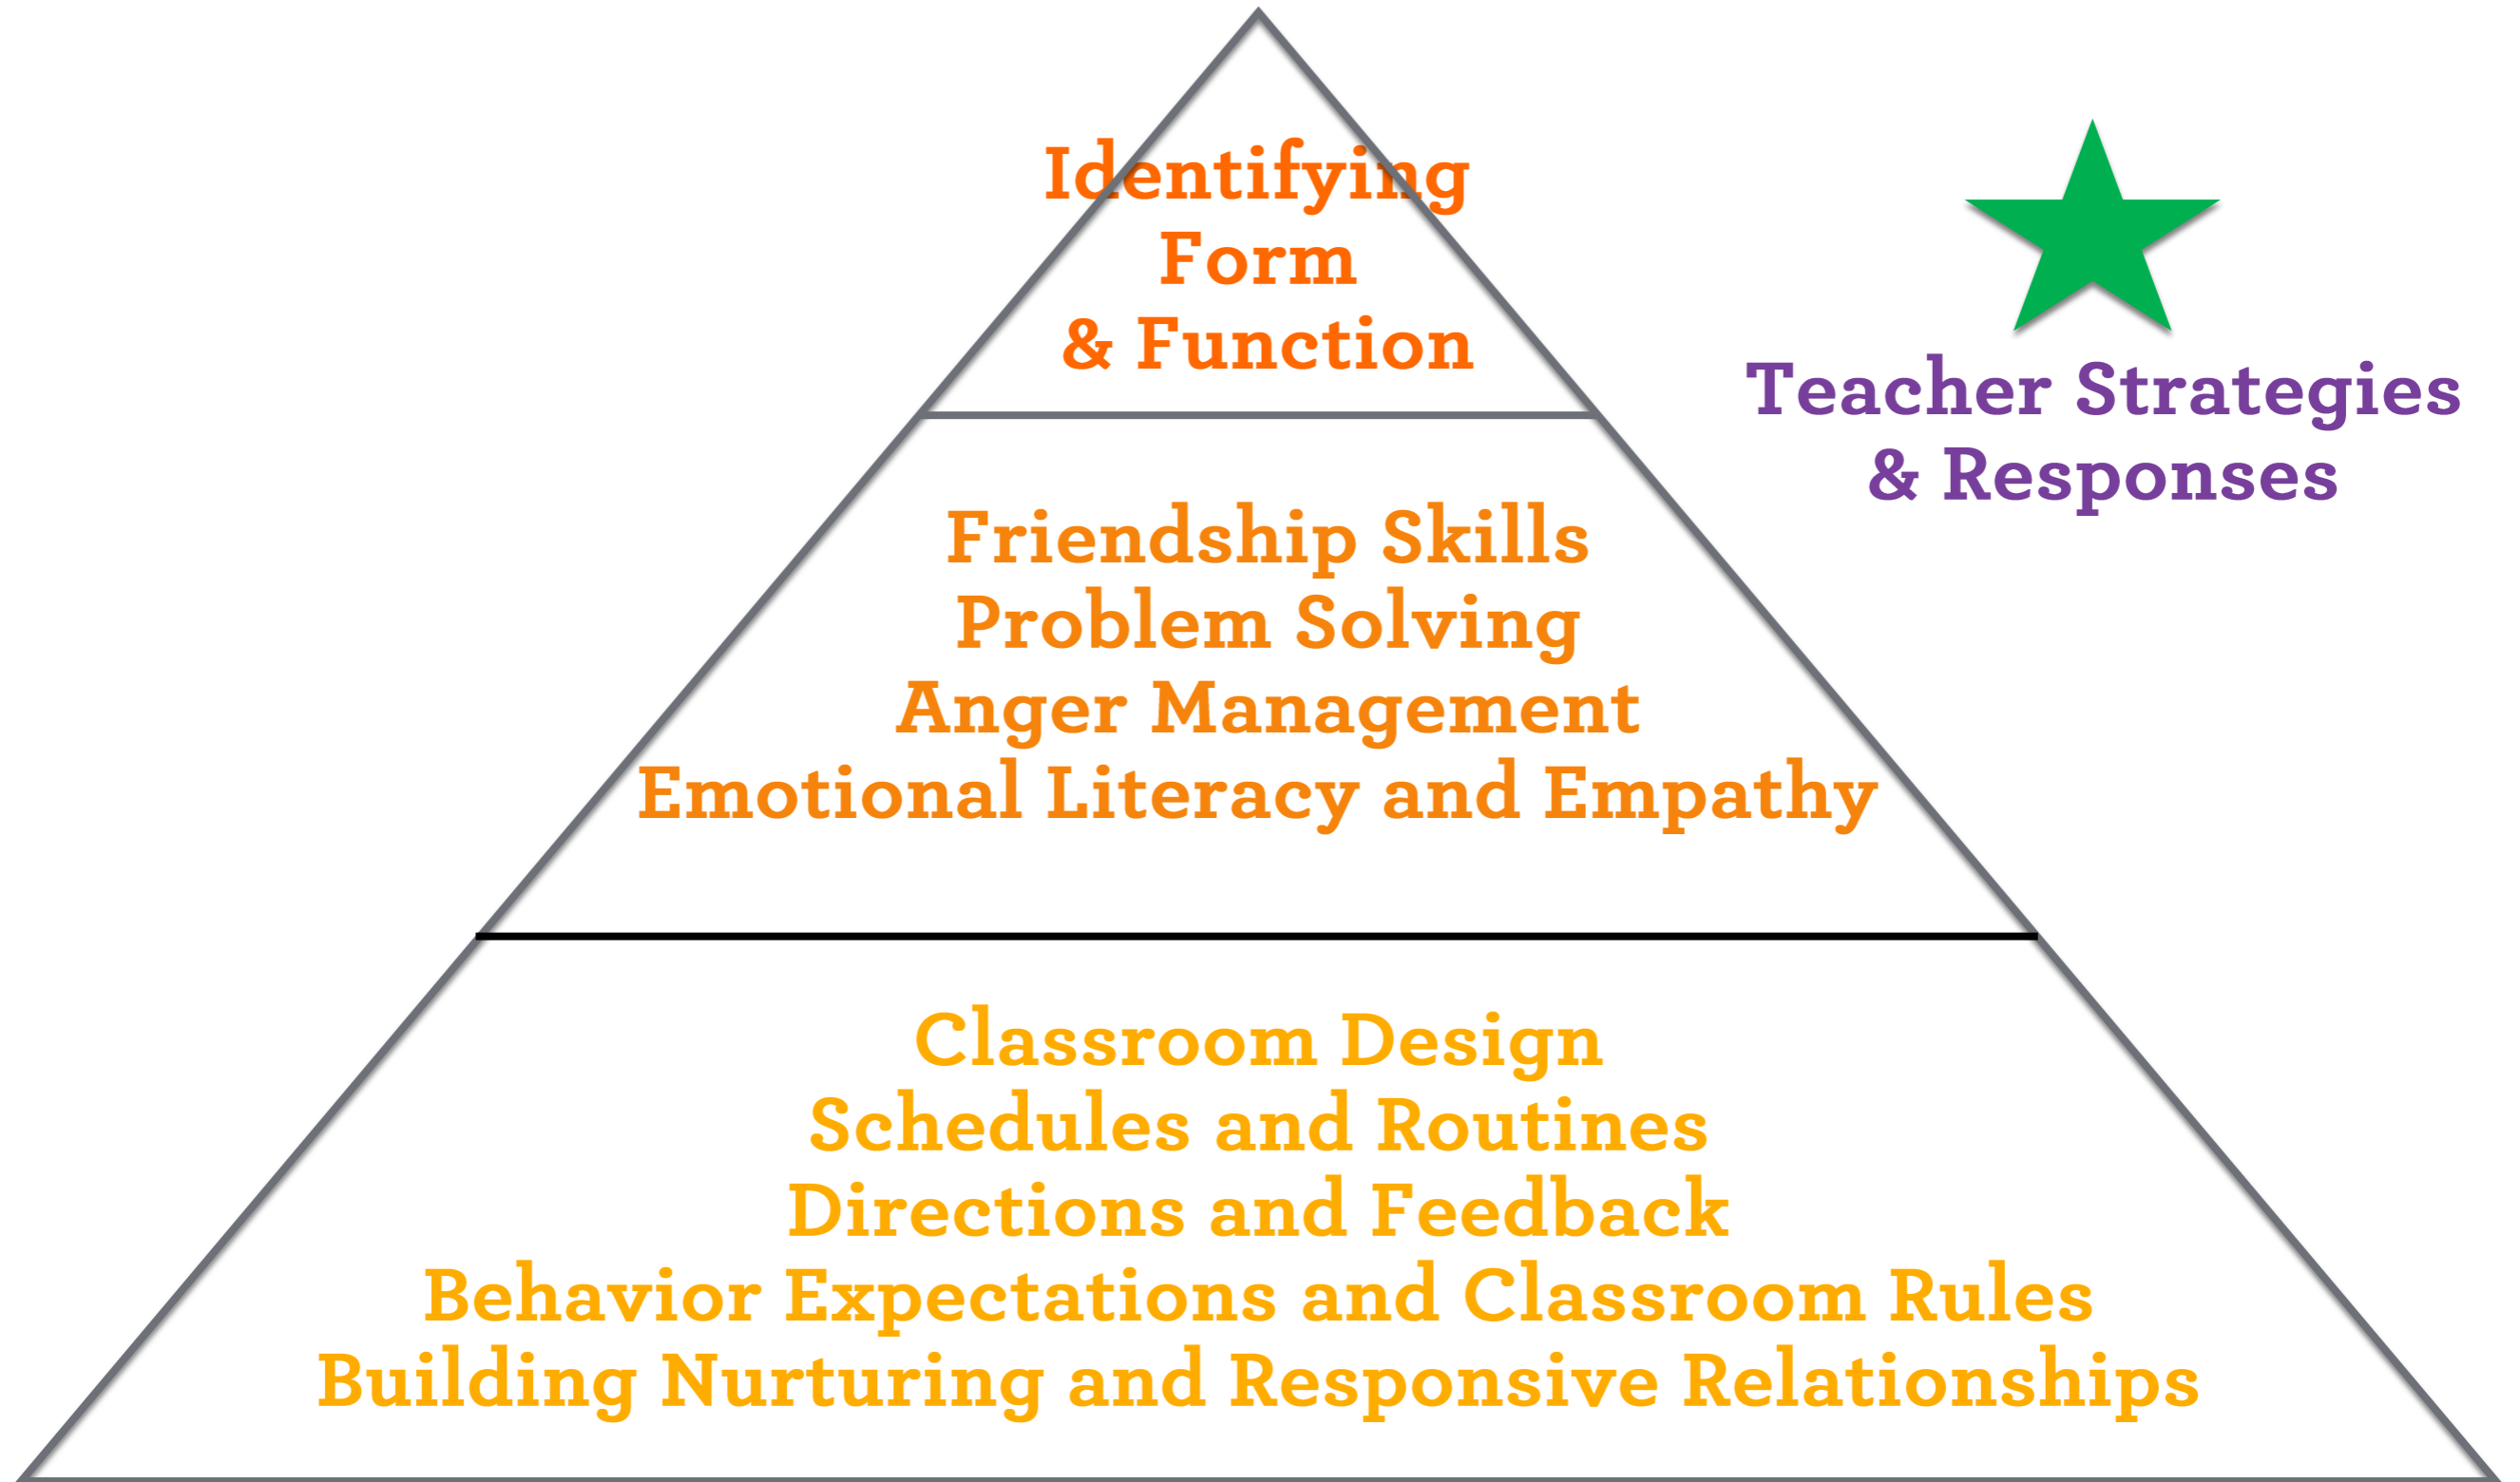 Identifying
Form
& Function
Teacher Strategies
& Responses
Friendship Skills
Problem Solving
Anger Management
Emotional Literacy and Empathy
Classroom Design
Schedules and Routines
Directions and Feedback
Behavior Expectations and Classroom Rules
Building Nurturing and Responsive Relationships